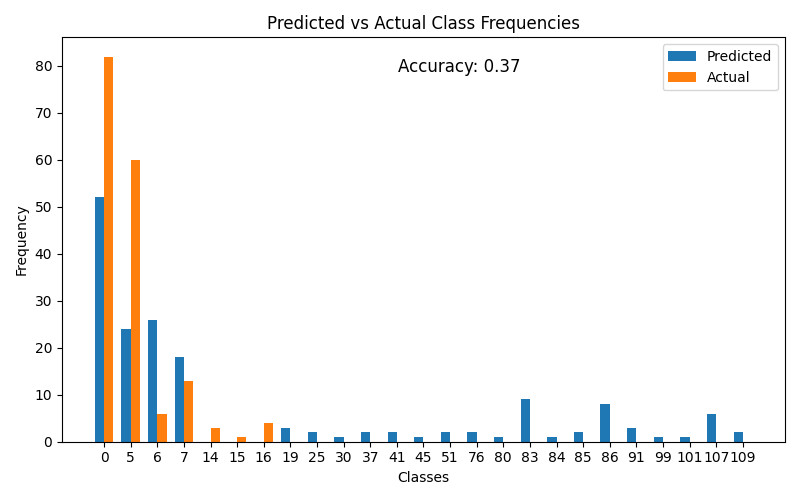 Predicted vs Actual Class Frequencies
Accuracy: 0.37
Predicted
Actual
Frequency
80
70
60
50
40
30
20
10
0
0 5 6 7 14 15 16 19 25 30 37 41 45 51 76 80 83 84 85 86 91 99 101 107 109
Classes